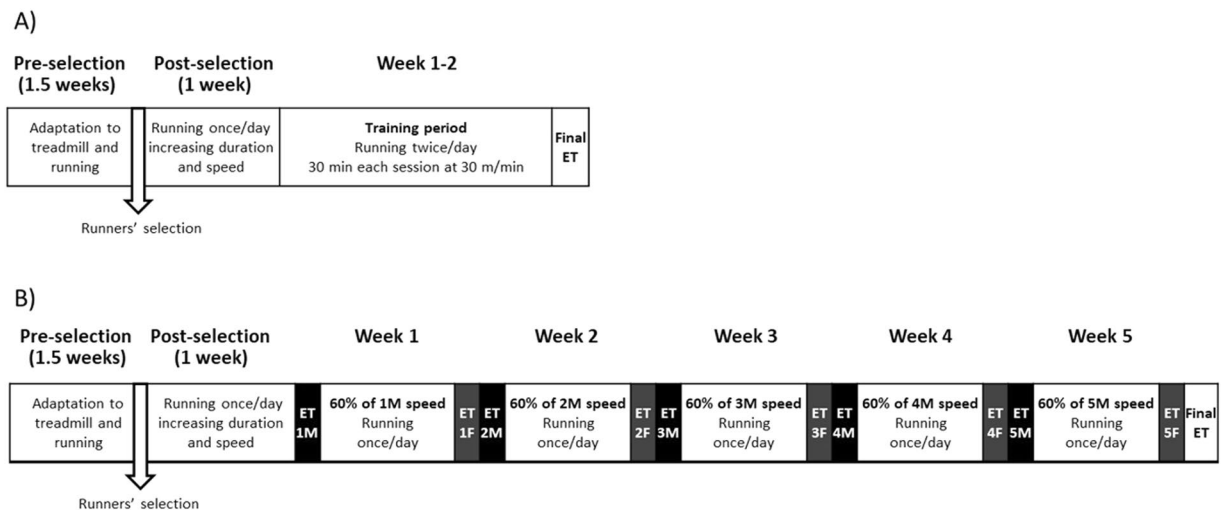 A)
Pre-selection
(1.5 weeks)
Post-selection
(1 week)
Week 1-2
Adaptation to
treadmill and
running
Running once/day
increasing duration
and speed
Training period
Running twice/day
30 min each session at 30 m/min
Final
ET
Runners’ selection
B)
Pre-selection
(1.5 weeks)
Post-selection
(1 week)
Week 1
Week 2
Week 3
Week 4
Week 5
Adaptation to
treadmill and
running
Running once/day
increasing duration
and speed
ET
1M
60% of 1M speed
Running
once/day
ET
1F
ET
2M
60% of 2M speed
Running
once/day
ET
2F
ET
3M
60% of 3M speed
Running
once/day
ET
3F
ET
4M
60% of 4M speed
Running
once/day
ET
4F
ET
5M
60% of 5M speed
Running
once/day
ET
5F
Final
ET
Runners’ selection